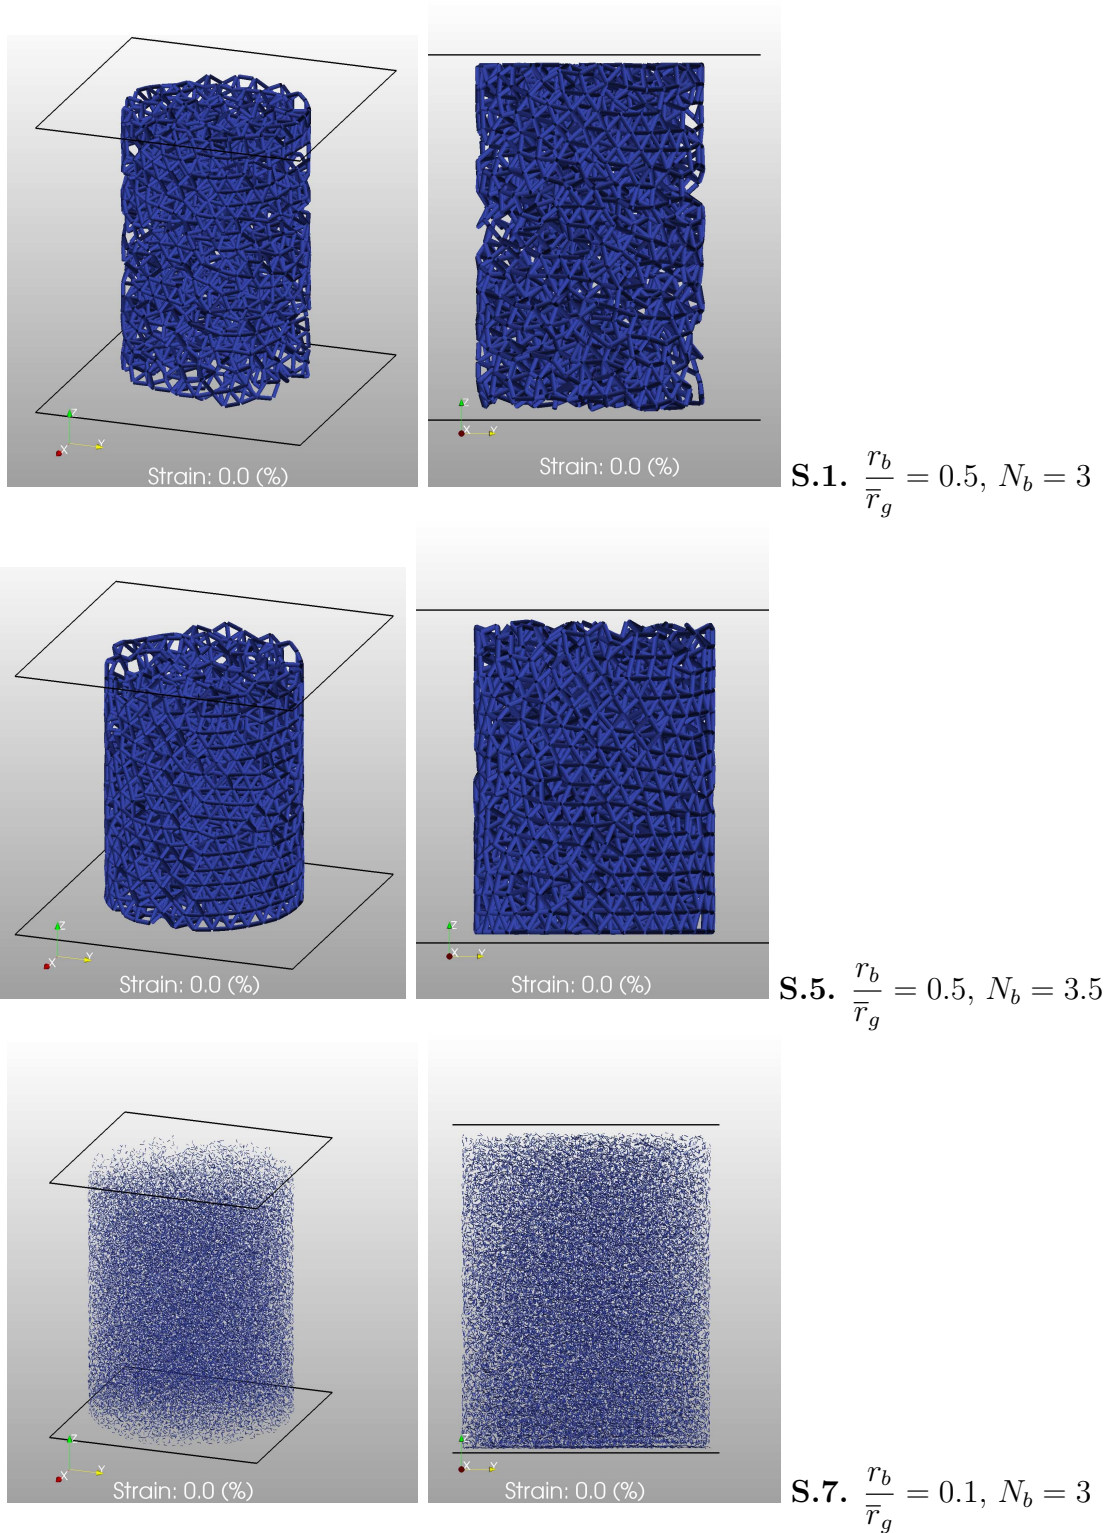 Z
X
Y
Strain: 0.0 (%)
Z
X
Y
Strain: 0.0 (%)
S.1. r_b / r̅_g = 0.5, N_b = 3
Z
X
Y
Strain: 0.0 (%)
Z
X
Y
Strain: 0.0 (%)
S.5. r_b / r̅_g = 0.5, N_b = 3.5
Z
X
Y
Strain: 0.0 (%)
Z
X
Y
Strain: 0.0 (%)
S.7. r_b / r̅_g = 0.1, N_b = 3